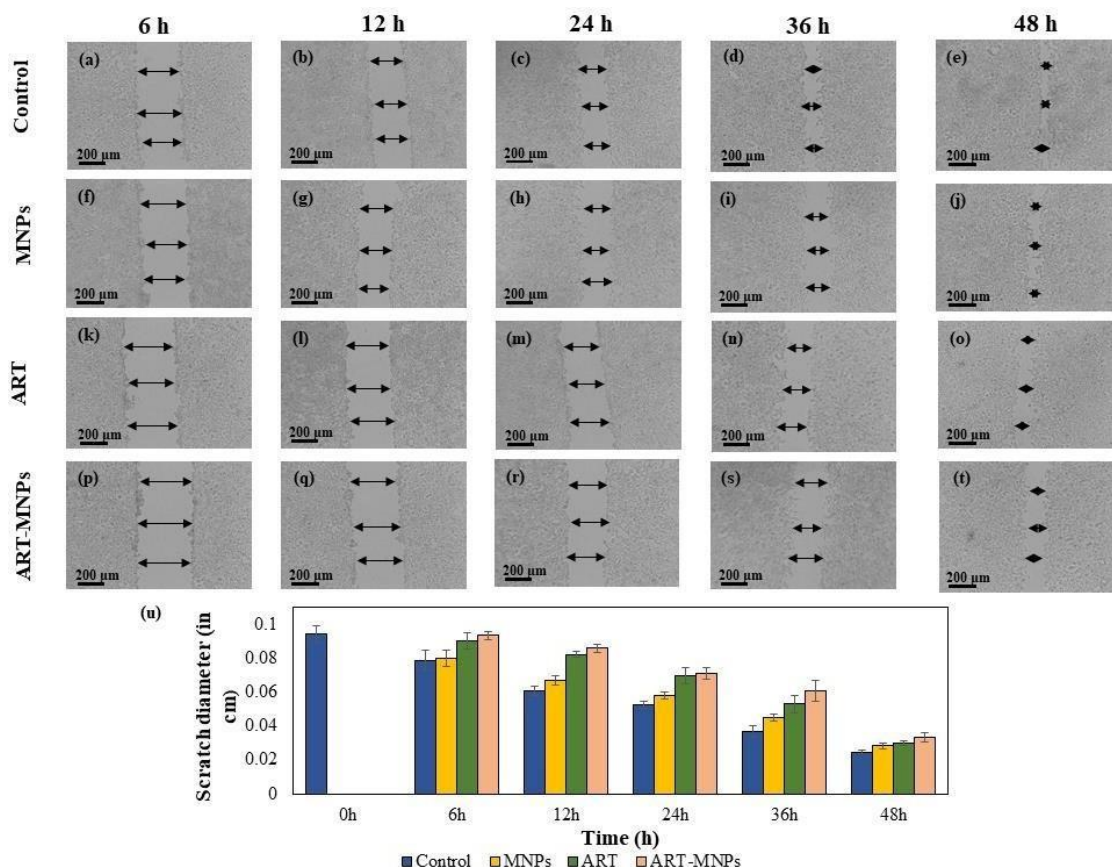 6 h 12 h 24 h 36 h 48 h
Control
(a) (b) (c) (d) (e)
200 µm 200 µm 200 µm 200 µm 200 µm
MNPs
(f) (g) (h) (i) (j)
200 µm 200 µm 200 µm 200 µm 200 µm
ART
(k) (l) (m) (n) (o)
200 µm 200 µm 200 µm 200 µm 200 µm
ART-MNPs
(p) (q) (r) (s) (t)
200 µm 200 µm 200 µm 200 µm 200 µm
(u)
Scratch diameter (in
cm)
0.1
0.08
0.06
0.04
0.02
0
0h 6h 12h 24h 36h 48h
Time (h)
Control MNPs ART ART-MNPs